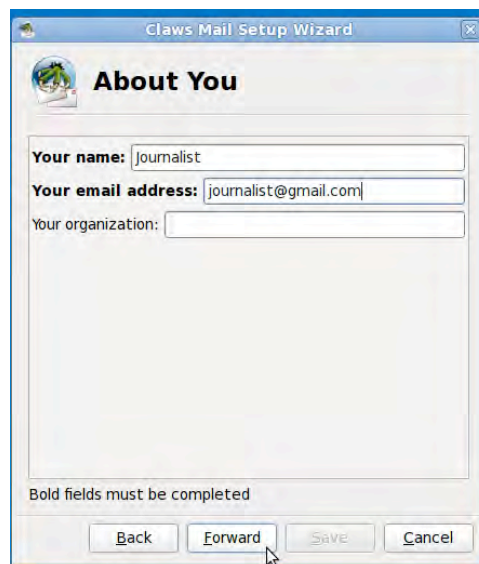 Claws Mail Setup Wizard
About You
Your name: Journalist
Your email address: journalist@gmail.com
Your organization:
Bold fields must be completed
Back Forward Save Cancel